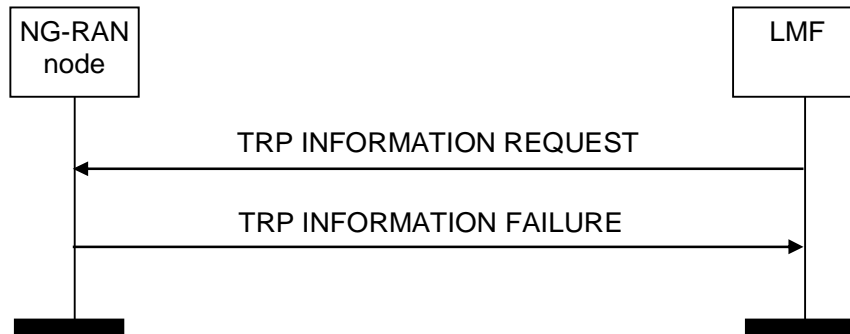 NG-RAN
node
LMF
TRP INFORMATION REQUEST
TRP INFORMATION FAILURE